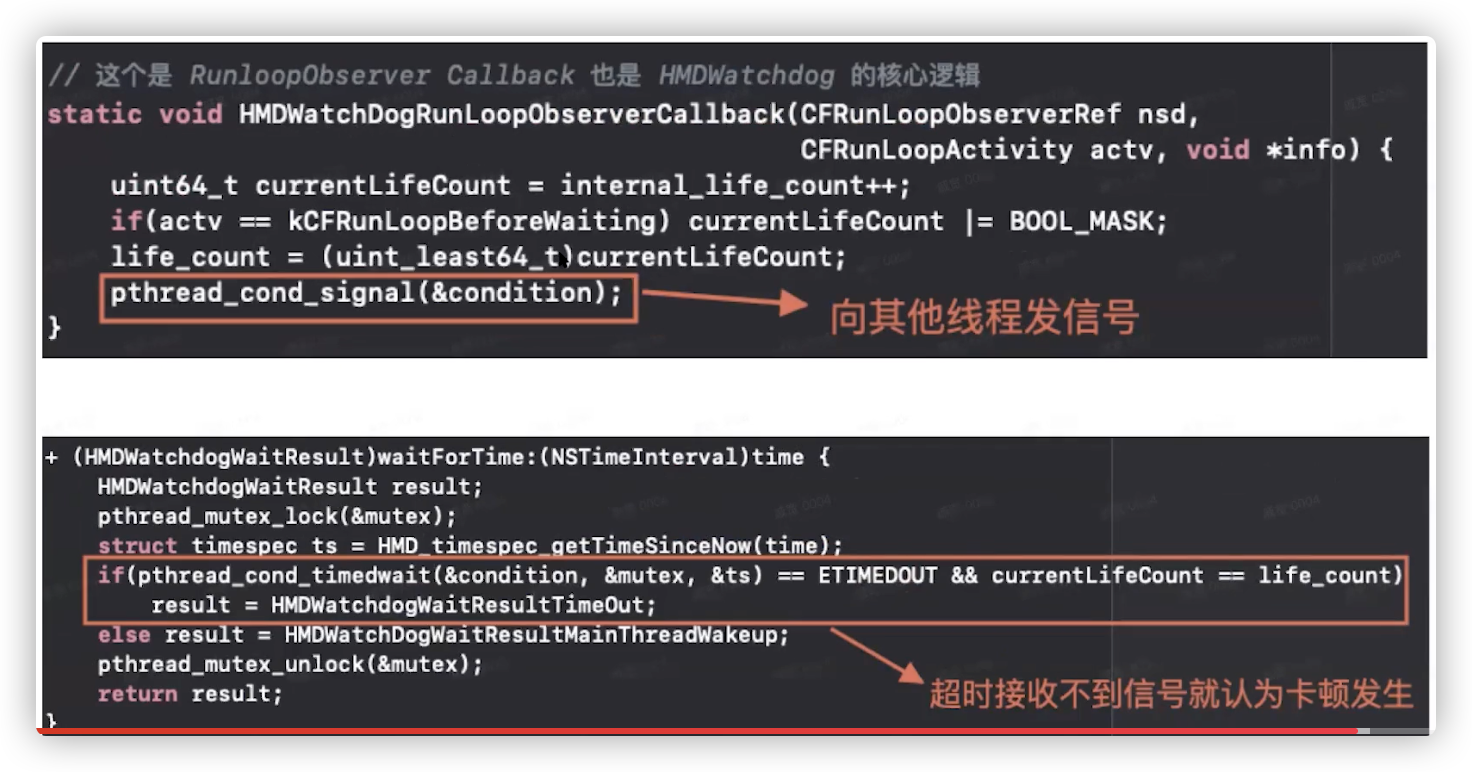 // 这个是 RunloopObserver Callback 也是 HMDWatchdog 的核心逻辑
static void HMDWatchDogRunLoopObserverCallback(CFRunLoopObserverRef nsd,
CFRunLoopActivity actv, void *info) {
uint64_t currentLifeCount = internal_life_count++;
if(actv == kCFRunLoopBeforeWaiting) currentLifeCount |= BOOL_MASK;
life_count = (uint_least64_t)currentLifeCount;
pthread_cond_signal(&condition);
向其他线程发信号
}
+ (HMDWatchdogWaitResult)waitForTime:(NSTimeInterval)time {
HMDWatchdogWaitResult result;
pthread_mutex_lock(&mutex);
struct timespec ts = HMD_timespec_getTimeSinceNow(time);
if(pthread_cond_timedwait(&condition, &mutex, &ts) == ETIMEDOUT && currentLifeCount == life_count)
result = HMDWatchdogWaitResultTimeOut;
else result = HMDWatchDogWaitResultMainThreadWakeup;
pthread_mutex_unlock(&mutex);
return result;
超时接收不到信号就认为卡顿发生
}